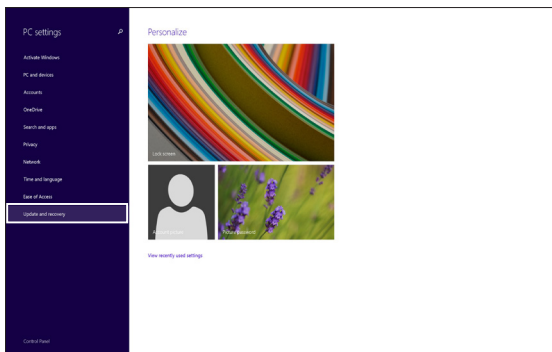 PC settings
Activate Windows
PC and devices
Accounts
OneDrive
Search and apps
Privacy
Network
Time and language
Ease of Access
Update and recovery
Control Panel
Personalize
Lock screen
Account picture
Picture password
View recently used settings